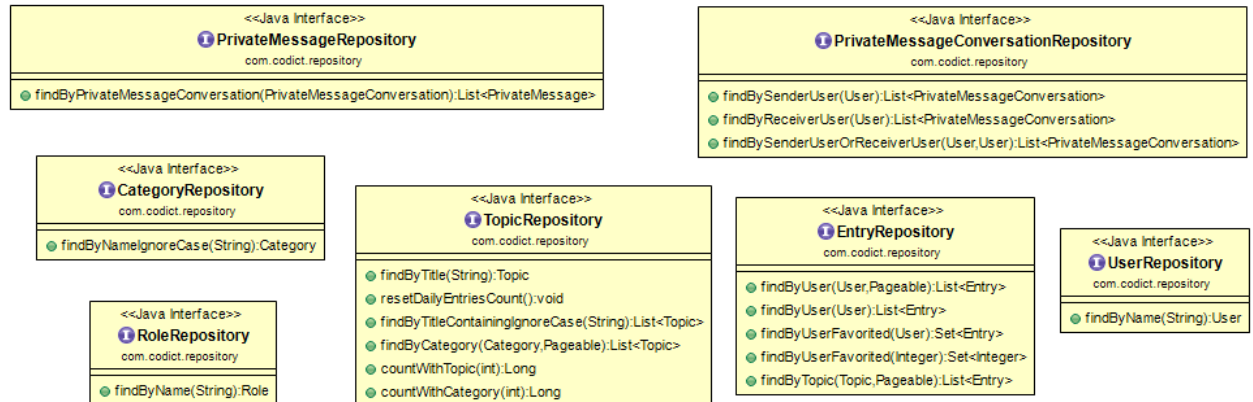 <<Java Interface>>
PrivateMessageRepository
com.codict.repository
findByPrivateMessageConversation(PrivateMessageConversation):List<PrivateMessage>
<<Java Interface>>
PrivateMessageConversationRepository
com.codict.repository
findBySenderUser(User):List<PrivateMessageConversation>
findByReceiverUser(User):List<PrivateMessageConversation>
findBySenderUserOrReceiverUser(User,User):List<PrivateMessageConversation>
<<Java Interface>>
CategoryRepository
com.codict.repository
findByNameIgnoreCase(String):Category
<<Java Interface>>
TopicRepository
com.codict.repository
findByTitle(String):Topic
resetDailyEntriesCount():void
findByTitleContainingIgnoreCase(String):List<Topic>
findByCategory(Category,Pageable):List<Topic>
countWithTopic(int):Long
countWithCategory(int):Long
<<Java Interface>>
EntryRepository
com.codict.repository
findByUser(User,Pageable):List<Entry>
findByUser(User):List<Entry>
findByUserFavorited(User):Set<Entry>
findByUserFavorited(Integer):Set<Integer>
findByTopic(Topic,Pageable):List<Entry>
<<Java Interface>>
UserRepository
com.codict.repository
findByName(String):User
<<Java Interface>>
RoleRepository
com.codict.repository
findByName(String):Role